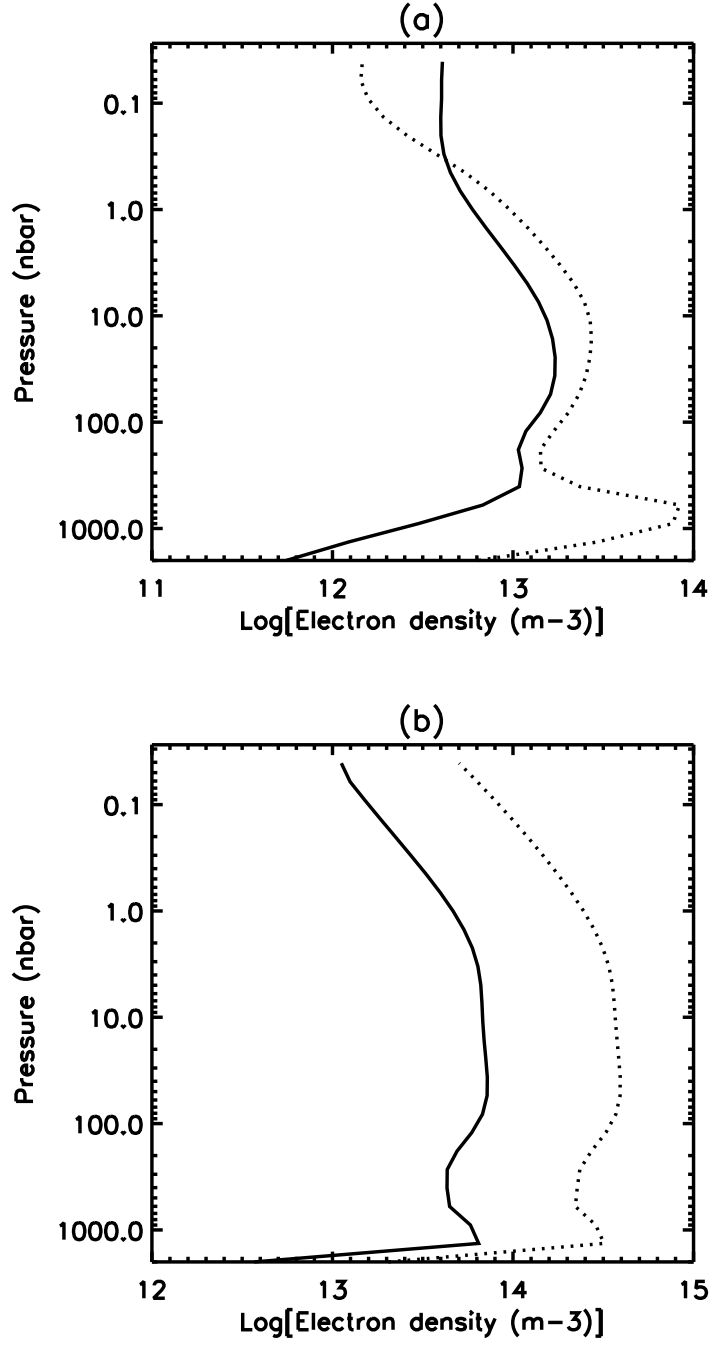 (a)
Pressure (nbar)
0.1
1.0
10.0
100.0
1000.0
11 12 13 14
Log[Electron density (m-3)]
(b)
Pressure (nbar)
0.1
1.0
10.0
100.0
1000.0
12 13 14 15
Log[Electron density (m-3)]